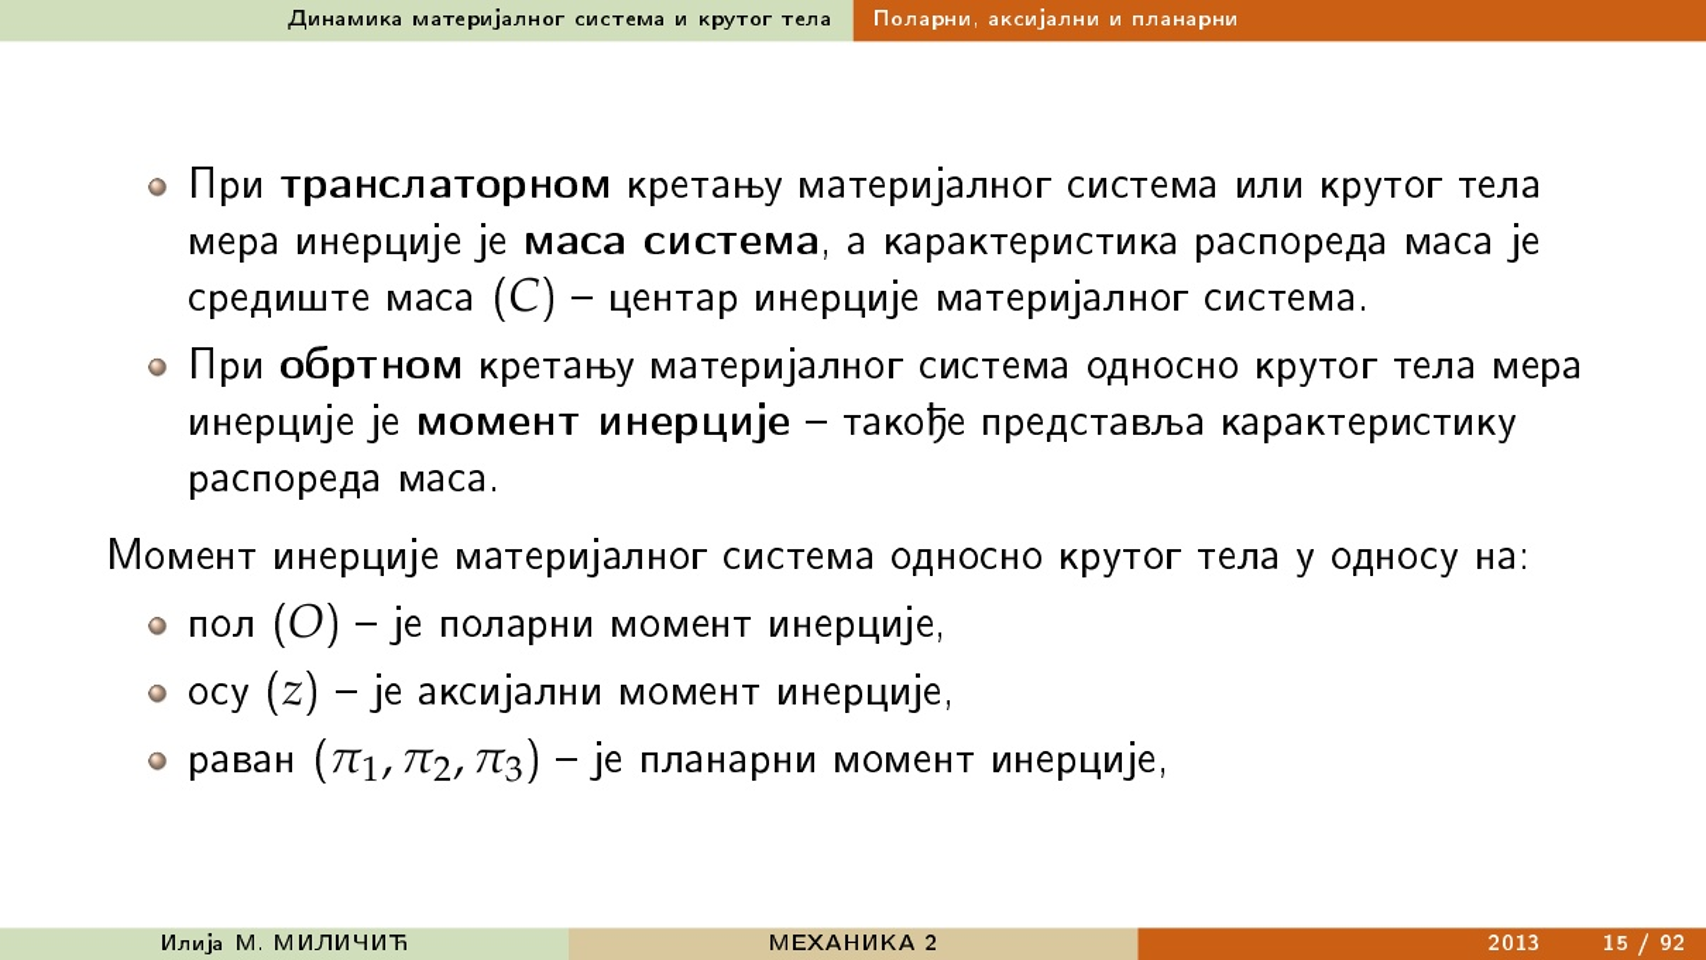 Динамика материјалног система и крутог тела
Поларни, аксијални и планарни
При транслаторном кретању материјалног система или крутог тела
мера инерције је маса система, а карактеристика распореда маса је
средиште маса (C) – центар инерције материјалног система.
При обртном кретању материјалног система односно крутог тела мера
инерције је момент инерције – такође представља карактеристику
распореда маса.
Момент инерције материјалног система односно крутог тела у односу на:
пол (O) – је поларни момент инерције,
осу (z) – је аксијални момент инерције,
раван (π₁, π₂, π₃) – је планарни момент инерције,
Илија М. МИЛИЧИЋ
МЕХАНИКА 2
2013 15 / 92